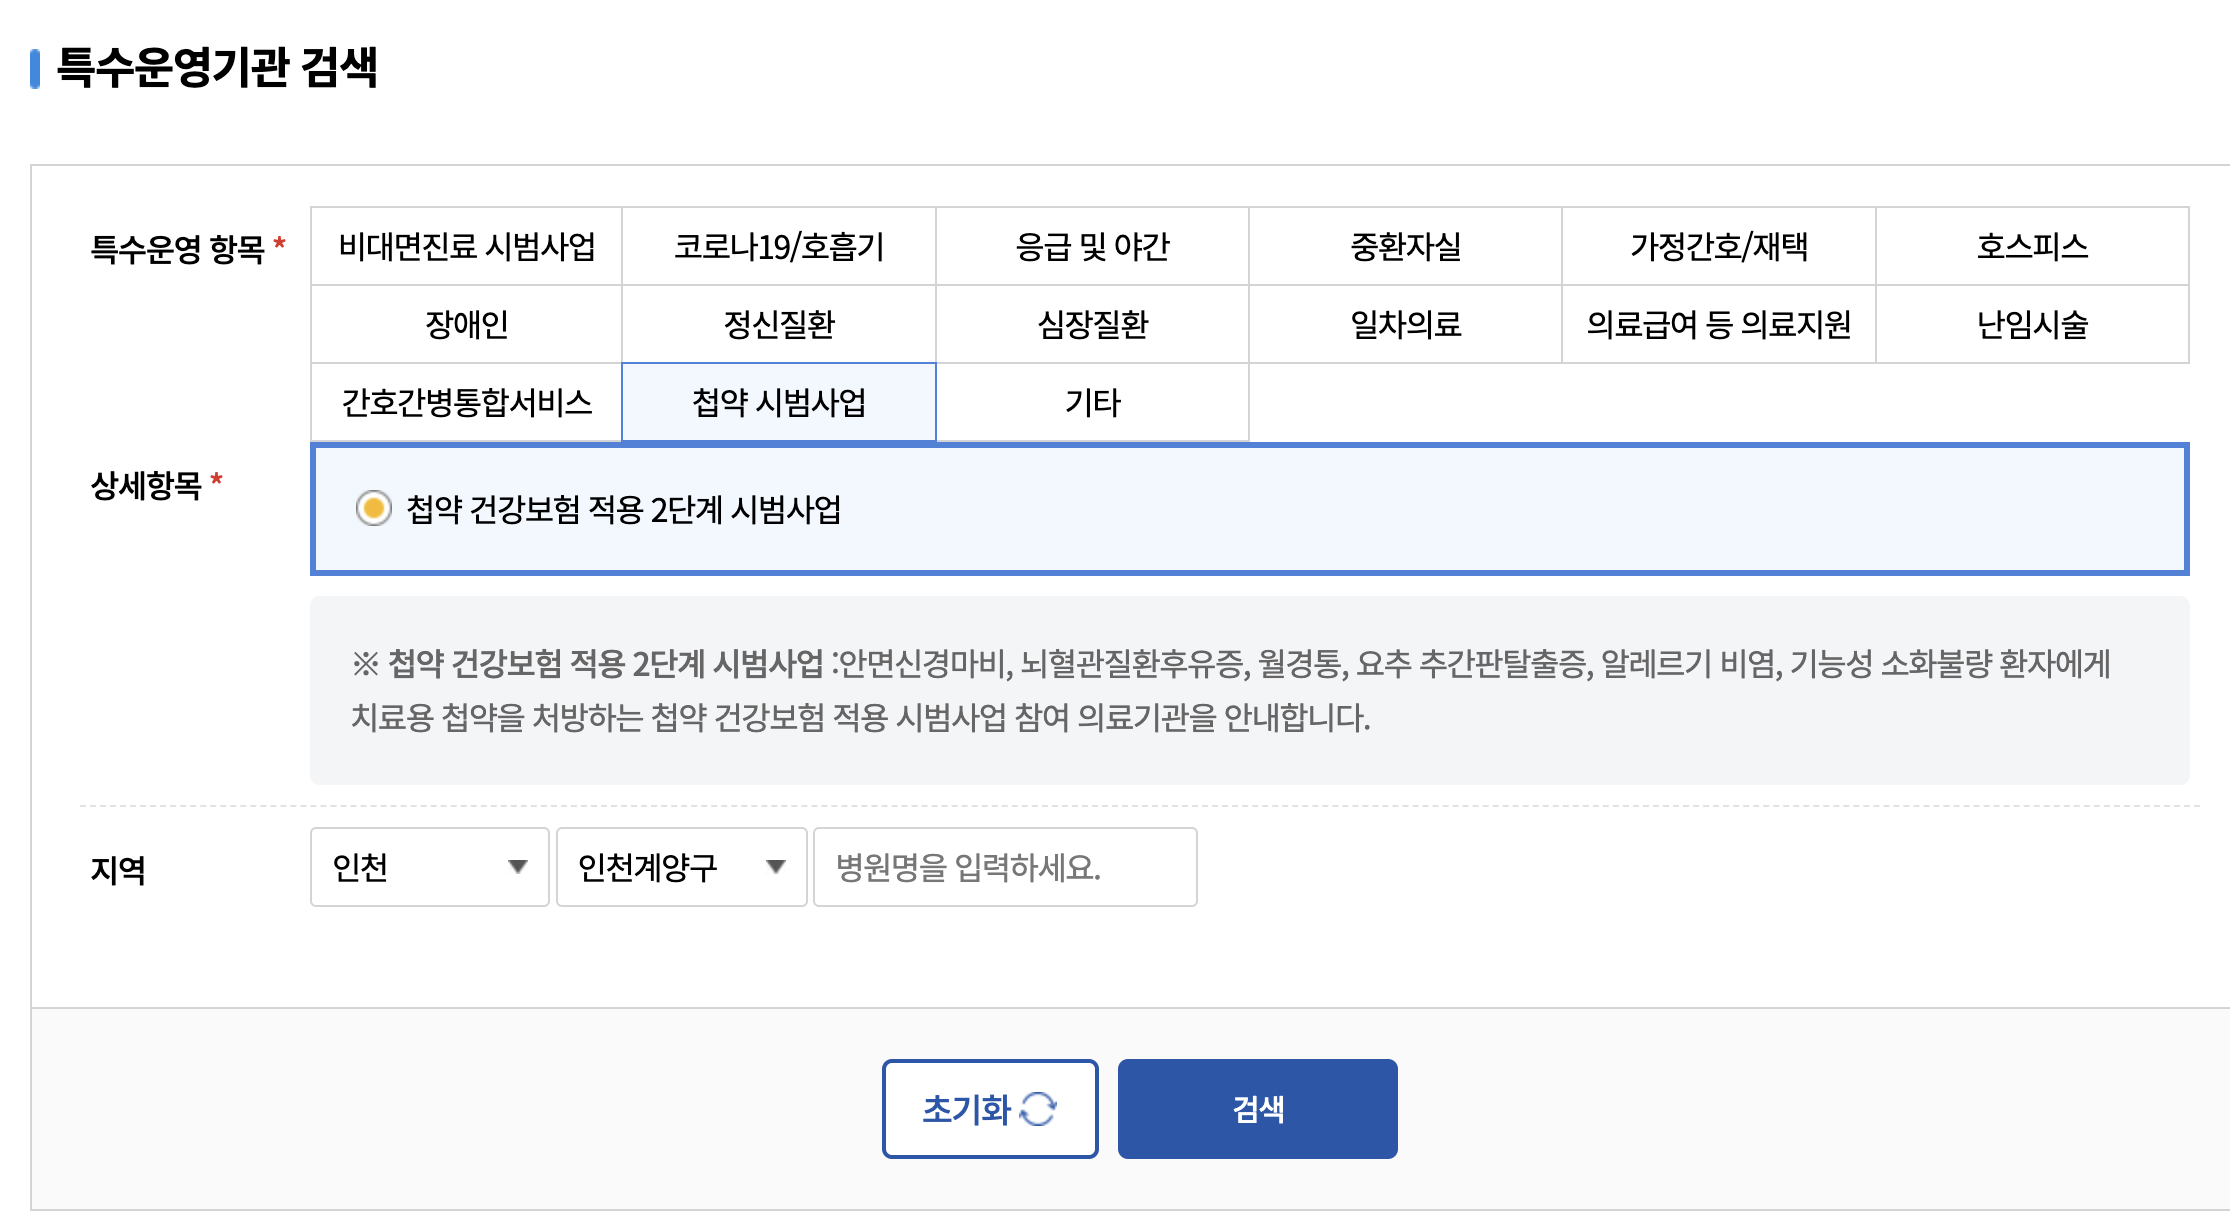 특수운영기관 검색
특수운영 항목 *
비대면진료 시범사업 코로나19/호흡기 응급 및 야간 중환자실 가정간호/재택 호스피스
장애인 정신질환 심장질환 일차의료 의료급여 등 의료지원 난임시술
간호간병통합서비스 첩약 시범사업 기타
상세항목 *
첩약 건강보험 적용 2단계 시범사업
※ 첩약 건강보험 적용 2단계 시범사업 :안면신경마비, 뇌혈관질환후유증, 월경통, 요추 추간판탈출증, 알레르기 비염, 기능성 소화불량 환자에게
치료용 첩약을 처방하는 첩약 건강보험 적용 시범사업 참여 의료기관을 안내합니다.
지역 인천 인천계양구 병원명을 입력하세요.
초기화 검색